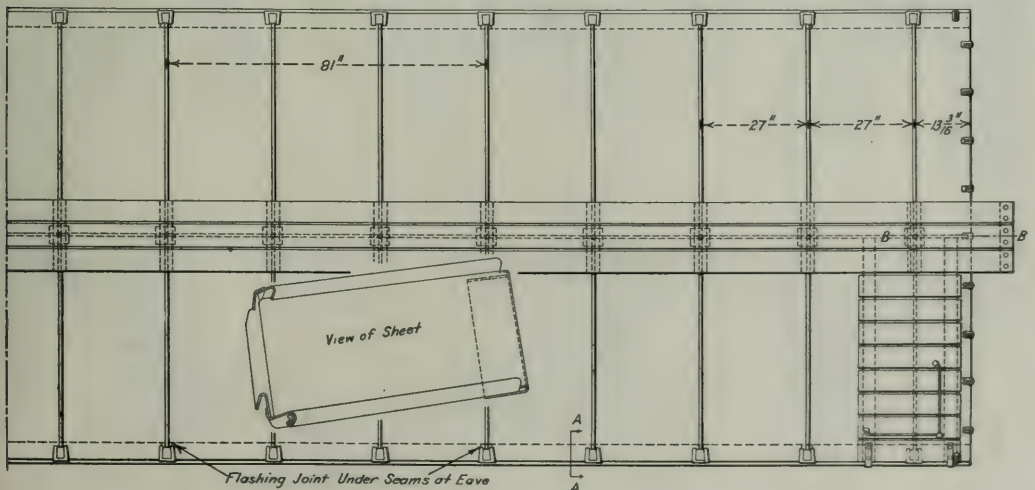 81"
27" 27" 13 3/16"
B B
View of Sheet
A
Flashing Joint Under Seams at Eave
A